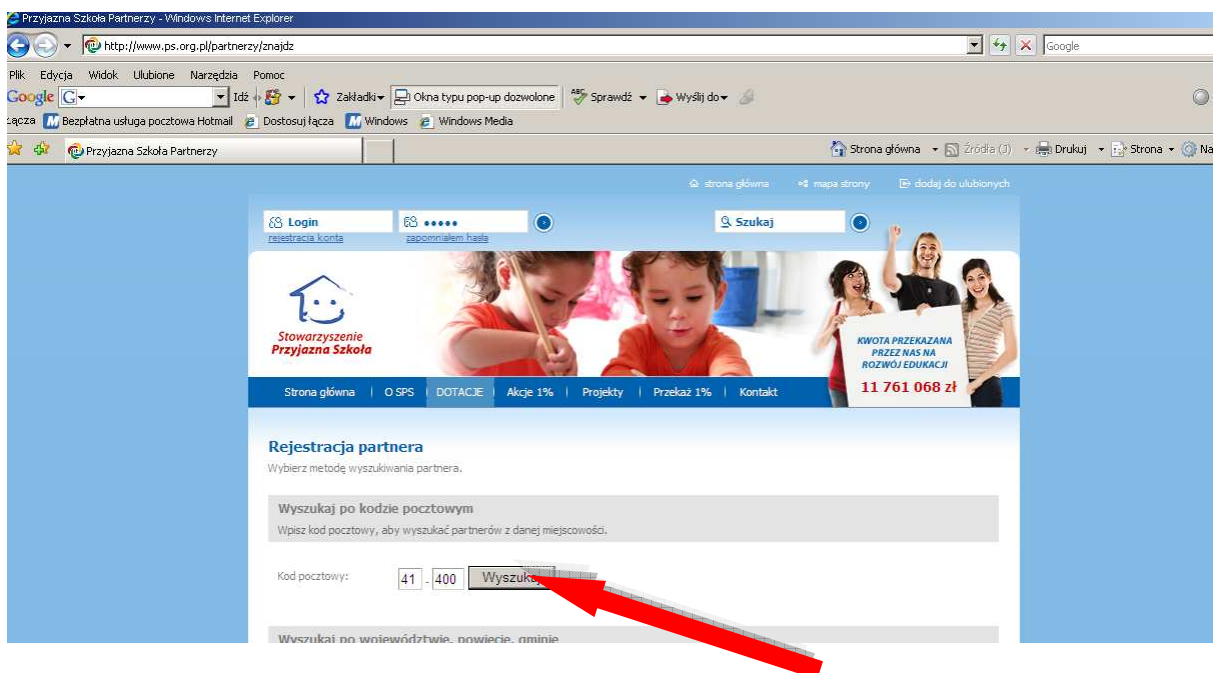 Przyjazna Szkoła Partnerzy - Windows Internet Explorer
http://www.ps.org.pl/partnerzy/znajdz
Google
Plik Edycja Widok Ulubione Narzędzia Pomoc
Google G Idź Zakładki Okna typu pop-up dozwolone ABC Sprawdź Wyślij do
Łącza Bezpłatna usługa pocztowa Hotmail Dostosuj łącza Windows Windows Media
Przyjazna Szkoła Partnerzy Strona główna Źródła (J) Drukuj Strona Na
strona główna mapa strony dodaj do ulubionych
Login ••••• Szukaj
rejestracja konta zapomniałem hasła
Stowarzyszenie
Przyjazna Szkoła
KWOTA PRZEKAZANA
PRZEZ NAS NA
ROZWÓJ EDUKACJI
11 761 068 zł
Strona główna | O SPS | DOTACJE | Akcje 1% | Projekty | Przekaż 1% | Kontakt
Rejestracja partnera
Wybierz metodę wyszukiwania partnera.
Wyszukaj po kodzie pocztowym
Wpisz kod pocztowy, aby wyszukać partnerów z danej miejscowości.
Kod pocztowy: 41 - 400 Wyszukaj
Wyszukaj po województwie, powiecie, gminie